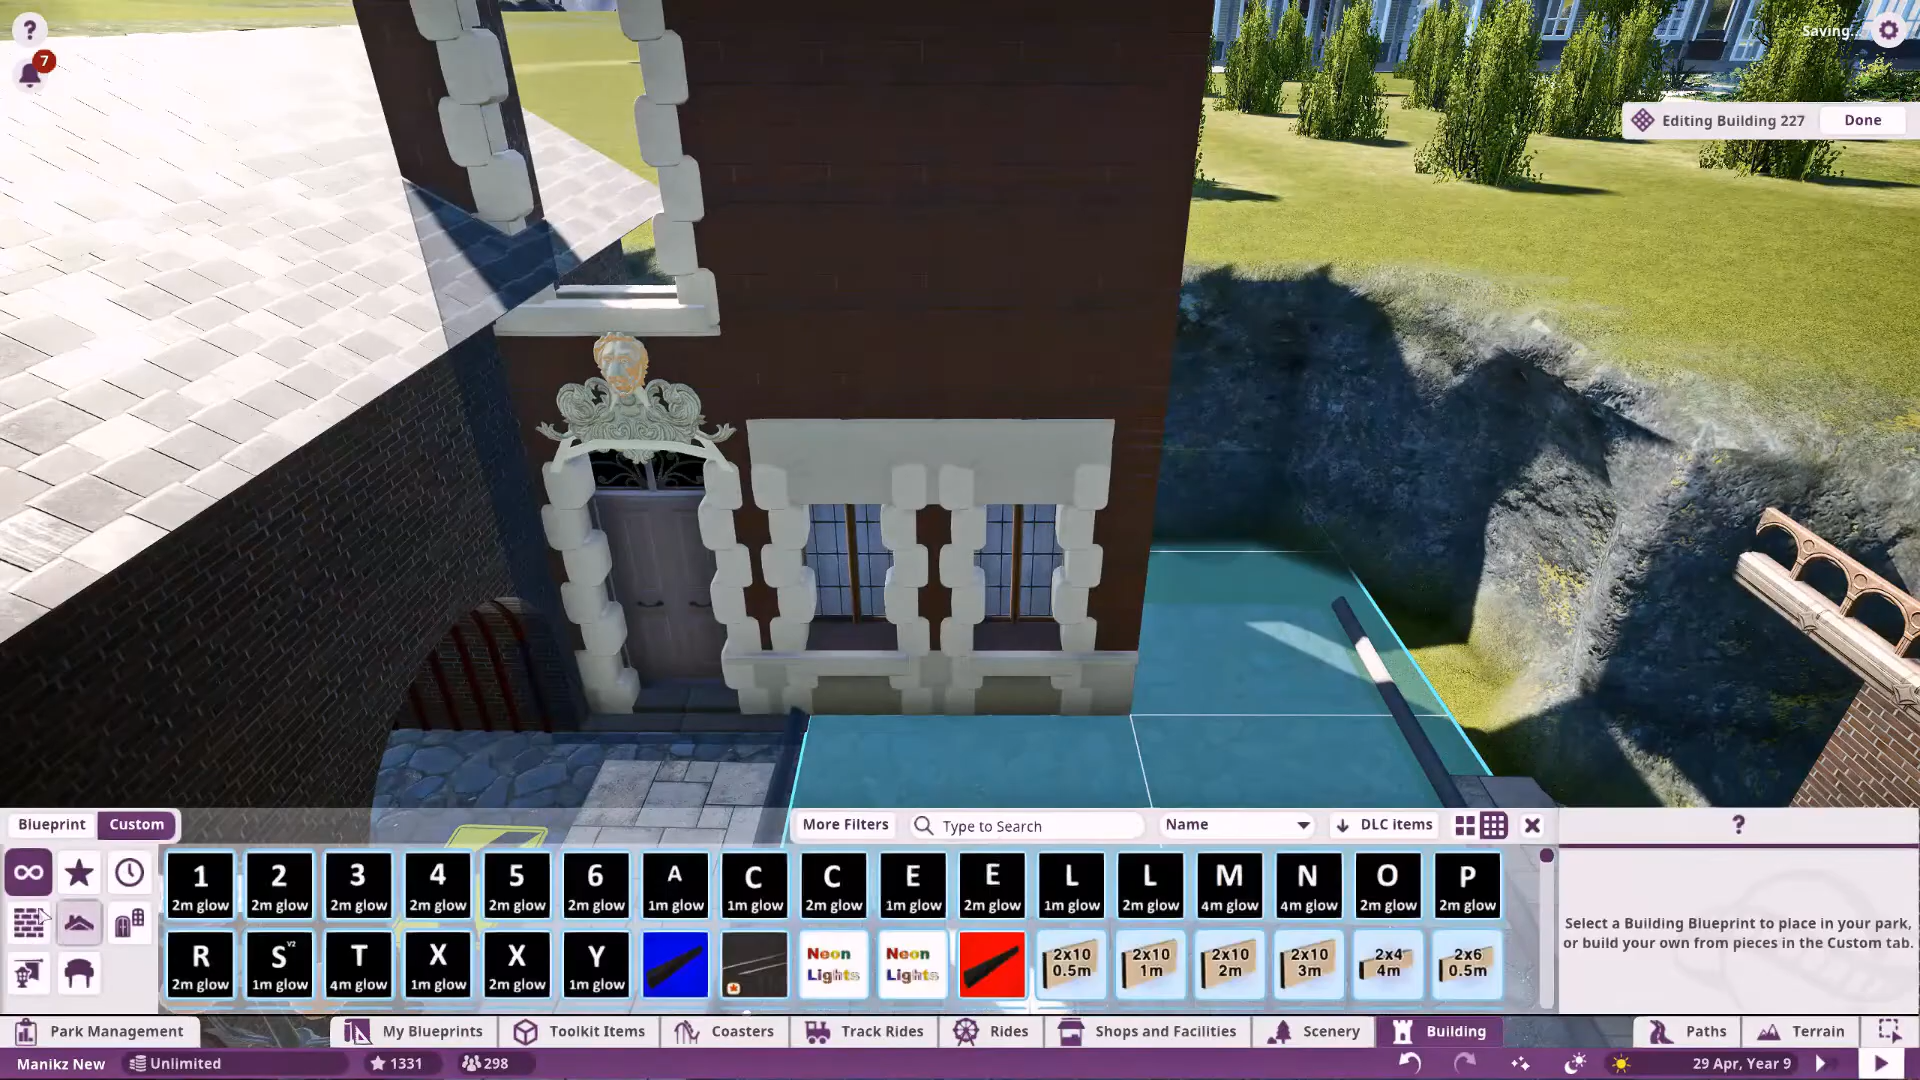 ?
7
Saving...
Editing Building 227
Done
Blueprint
Custom
More Filters
Type to Search
Name
DLC items
?
1
2m glow
2
2m glow
3
2m glow
4
2m glow
5
2m glow
6
2m glow
A
1m glow
C
1m glow
C
2m glow
E
1m glow
E
2m glow
L
1m glow
L
2m glow
M
4m glow
N
4m glow
O
2m glow
P
2m glow
R
2m glow
S V2
1m glow
T
4m glow
X
1m glow
X
2m glow
Y
1m glow
Neon
Lights
Neon
Lights
2x10
0.5m
2x10
1m
2x10
2m
2x10
3m
2x4
4m
2x6
0.5m
Select a Building Blueprint to place in your park,
or build your own from pieces in the Custom tab.
Park Management
My Blueprints
Toolkit Items
Coasters
Track Rides
Rides
Shops and Facilities
Scenery
Building
Paths
Terrain
Manikz New
Unlimited
1331
298
29 Apr, Year 9